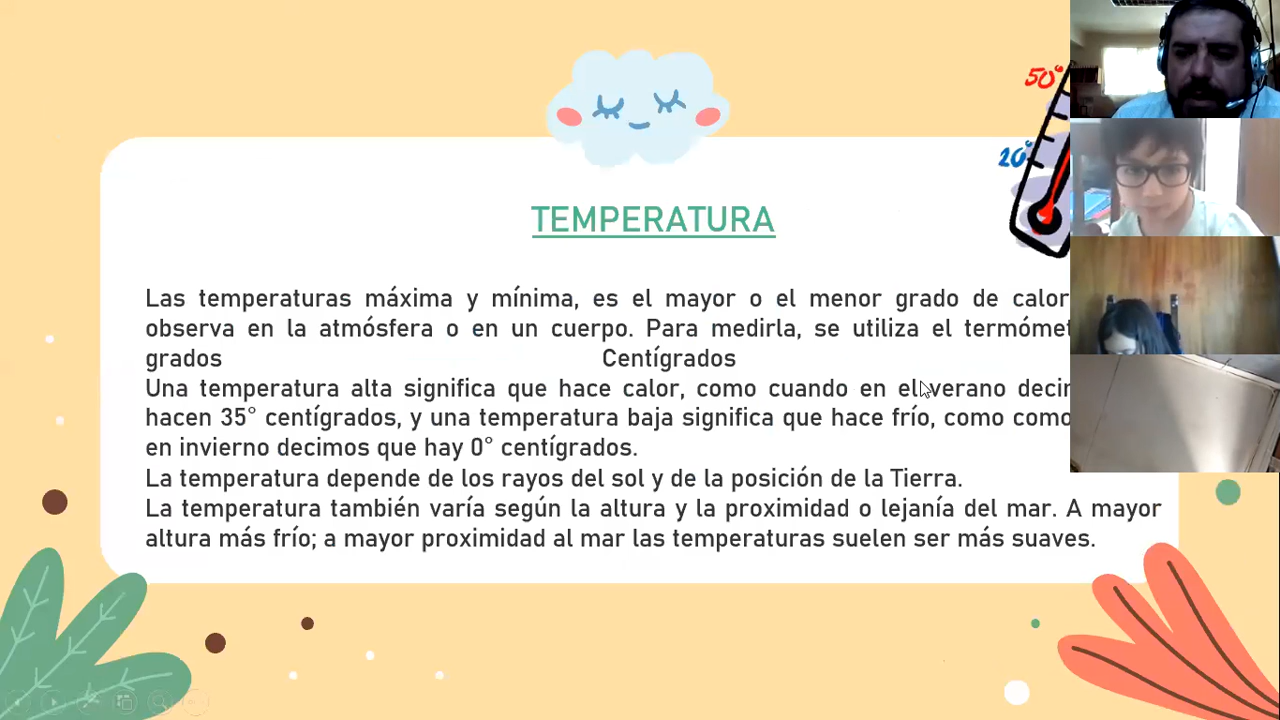 50°
20°
TEMPERATURA
Las temperaturas máxima y mínima, es el mayor o el menor grado de calor
observa en la atmósfera o en un cuerpo. Para medirla, se utiliza el
grados Centígrados
Una temperatura alta significa que hace calor, como cuando en el verano
hacen 35° centígrados, y una temperatura baja significa que hace frío, como como
en invierno decimos que hay 0° centígrados.
La temperatura depende de los rayos del sol y de la posición de la Tierra.
La temperatura también varía según la altura y la proximidad o lejanía del mar. A mayor
altura más frío; a mayor proximidad al mar las temperaturas suelen ser más suaves.